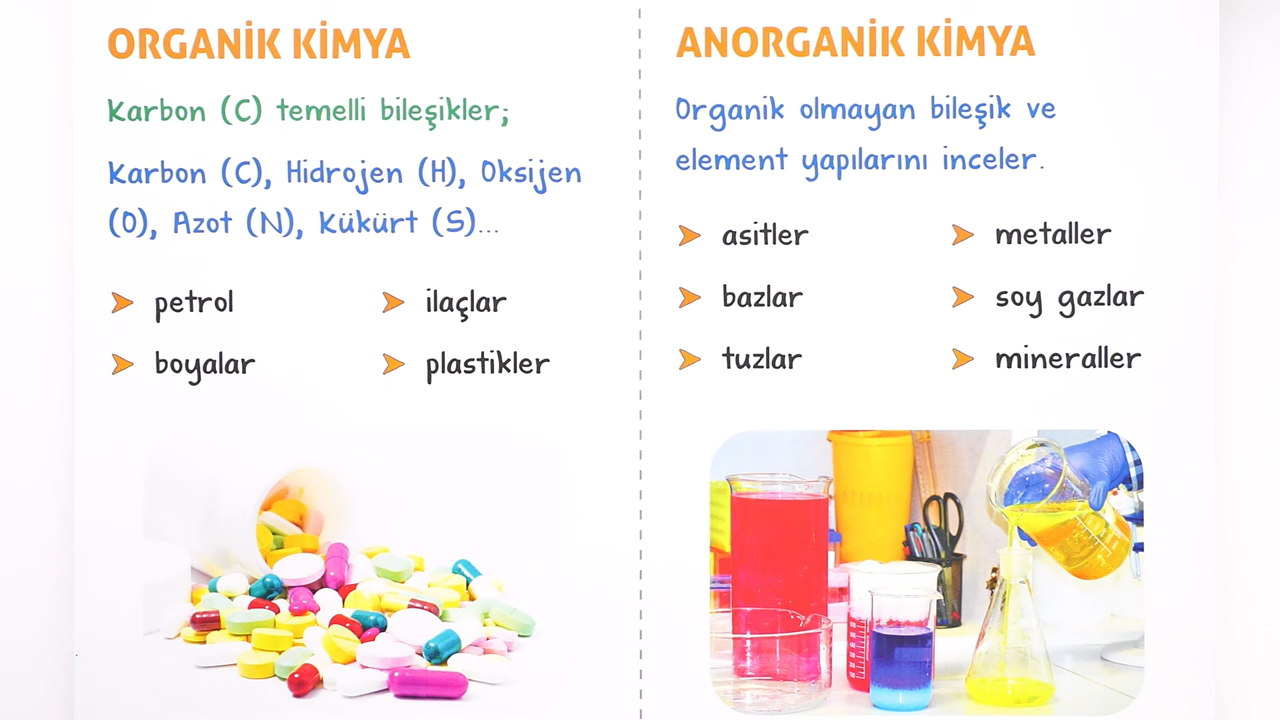 ORGANİK KİMYA
Karbon (C) temelli bileşikler;
Karbon (C), Hidrojen (H), Oksijen
(O), Azot (N), Kükürt (S)...
➤ petrol ➤ ilaçlar
➤ boyalar ➤ plastikler
ANORGANİK KİMYA
Organik olmayan bileşik ve
element yapılarını inceler.
➤ asitler ➤ metaller
➤ bazlar ➤ soy gazlar
➤ tuzlar ➤ mineraller